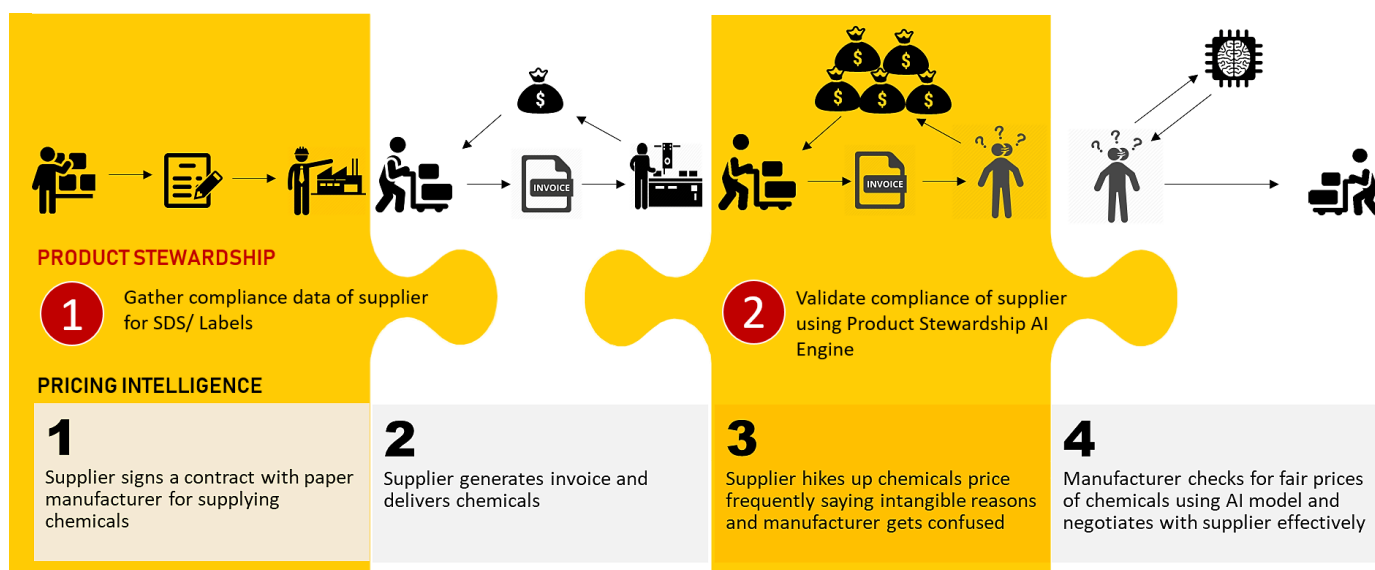 $
$ $
$ $ $
? ? ?
? ? ?
INVOICE
INVOICE
PRODUCT STEWARDSHIP
1
Gather compliance data of supplier
for SDS/ Labels
2
Validate compliance of supplier
using Product Stewardship AI
Engine
PRICING INTELLIGENCE
1
Supplier signs a contract with paper
manufacturer for supplying
chemicals
2
Supplier generates invoice and
delivers chemicals
3
Supplier hikes up chemicals price
frequently saying intangible reasons
and manufacturer gets confused
4
Manufacturer checks for fair prices
of chemicals using AI model and
negotiates with supplier effectively